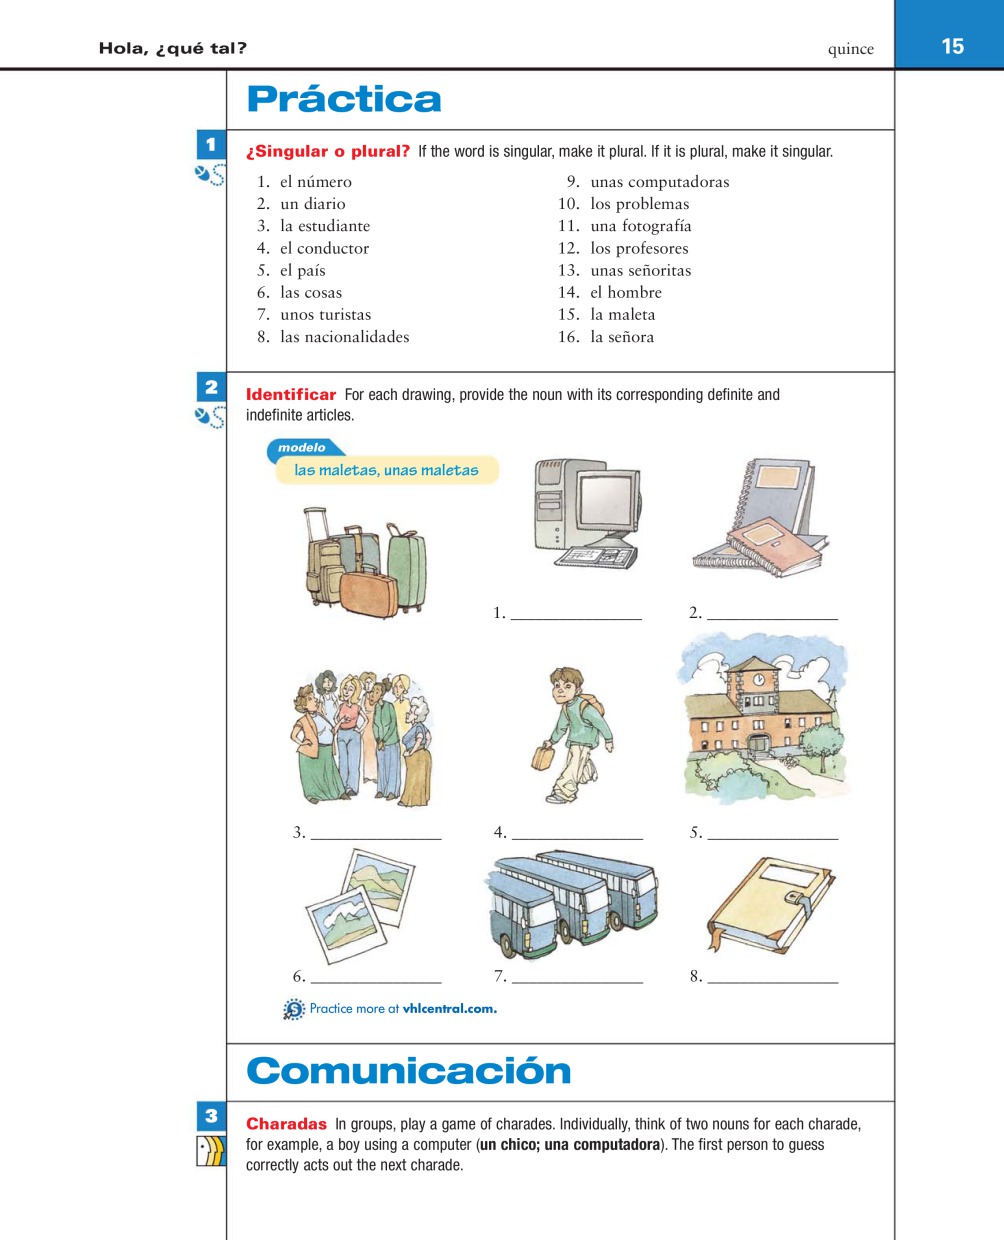 Hola, ¿qué tal?
quince
15
Práctica
1
¿Singular o plural? If the word is singular, make it plural. If it is plural, make it singular.
1. el número
2. un diario
3. la estudiante
4. el conductor
5. el país
6. las cosas
7. unos turistas
8. las nacionalidades
9. unas computadoras
10. los problemas
11. una fotografía
12. los profesores
13. unas señoritas
14. el hombre
15. la maleta
16. la señora
2
Identificar For each drawing, provide the noun with its corresponding definite and
indefinite articles.
modelo
las maletas, unas maletas
1. _______________
2. _______________
3. _______________
4. _______________
5. _______________
6. _______________
7. _______________
8. _______________
S Practice more at vhlcentral.com.
Comunicación
3
Charadas In groups, play a game of charades. Individually, think of two nouns for each charade,
for example, a boy using a computer (un chico; una computadora). The first person to guess
correctly acts out the next charade.